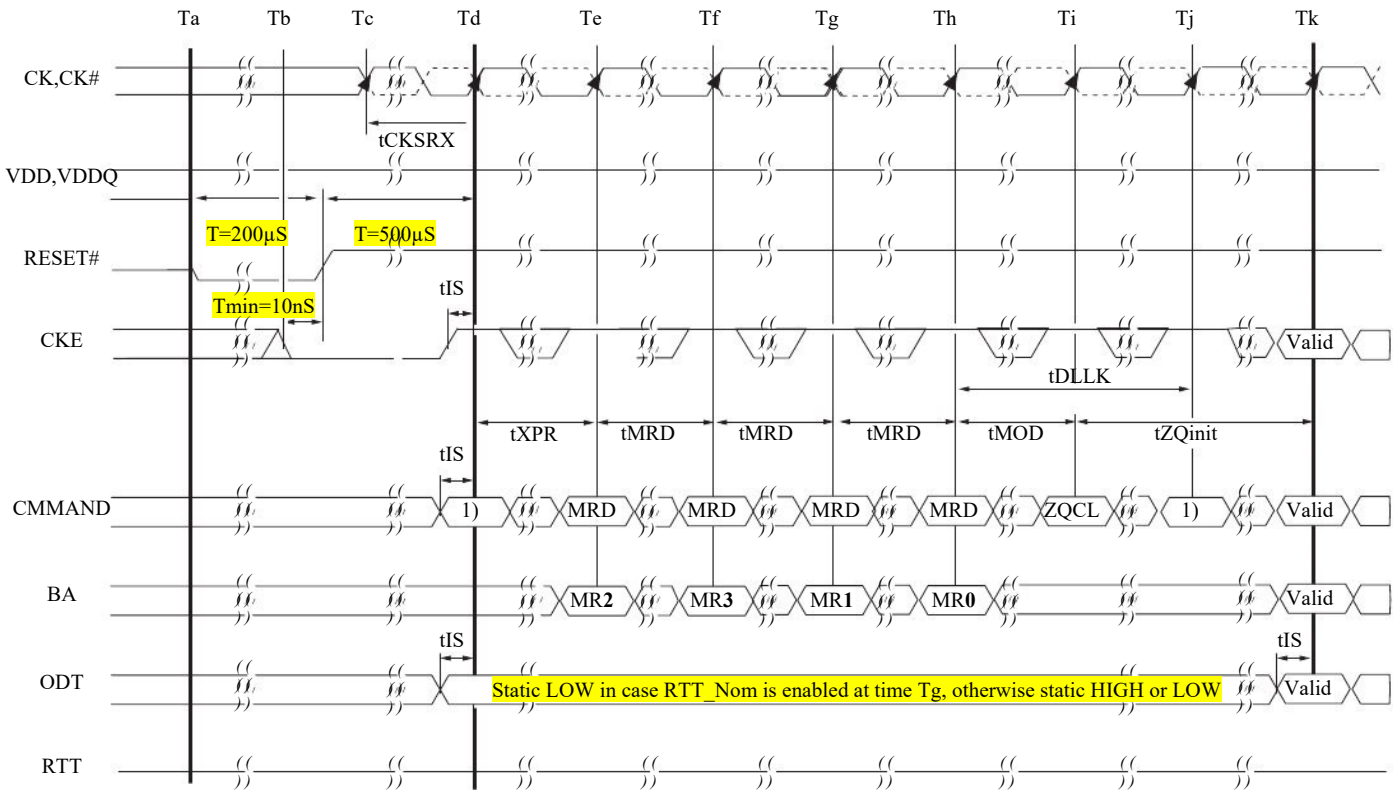 Ta Tb Tc Td Te Tf Tg Th Ti Tj Tk
CK,CK#
tCKSRX
VDD,VDDQ
T=200µS T=500µS
RESET#
Tmin=10nS tIS
CKE Valid
tDLLK
tXPR tMRD tMRD tMRD tMOD tZQinit
tIS
CMMAND 1) MRD MRD MRD MRD ZQCL 1) Valid
BA MR2 MR3 MR1 MR0 Valid
tIS tIS
ODT Static LOW in case RTT_Nom is enabled at time Tg, otherwise static HIGH or LOW Valid
RTT